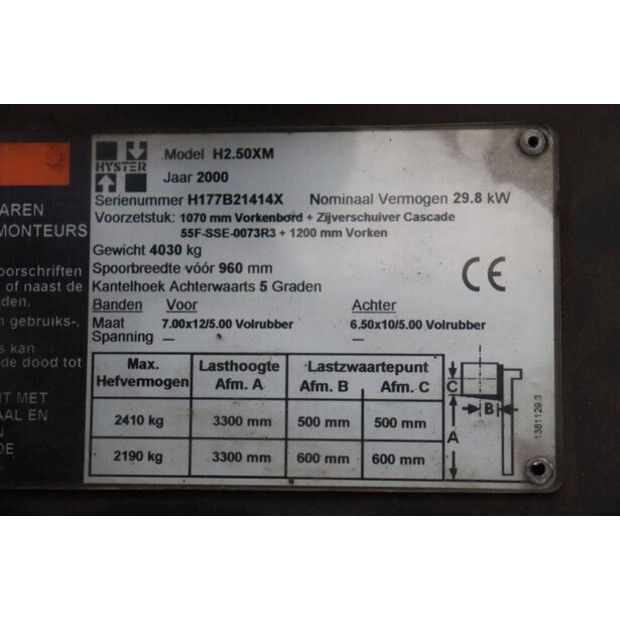 HYSTER
Model H2.50XM
Jaar 2000
Serienummer H177B21414X Nominaal Vermogen 29.8 kW
Voorzetstuk: 1070 mm Vorkenbord + Zijverschuiver Cascade
55F-SSE-0073R3 + 1200 mm Vorken
Gewicht 4030 kg
Spoorbreedte vóór 960 mm
Kantelhoek Achterwaarts 5 Graden
CE
Banden Voor Achter
Maat 7.00x12/5.00 Volrubber 6.50x10/5.00 Volrubber
Spanning --- ---
Max. Hefvermogen Lasthoogte Afm. A Lastzwaartepunt Afm. B Afm. C
2410 kg 3300 mm 500 mm 500 mm
2190 kg 3300 mm 600 mm 600 mm
C
B
A
1381129.3
AREN
MONTEURS
oorschriften
of naast de
den.
n gebruiks-,
s kan
de dood tot
IT MET
AAL EN
N
DE